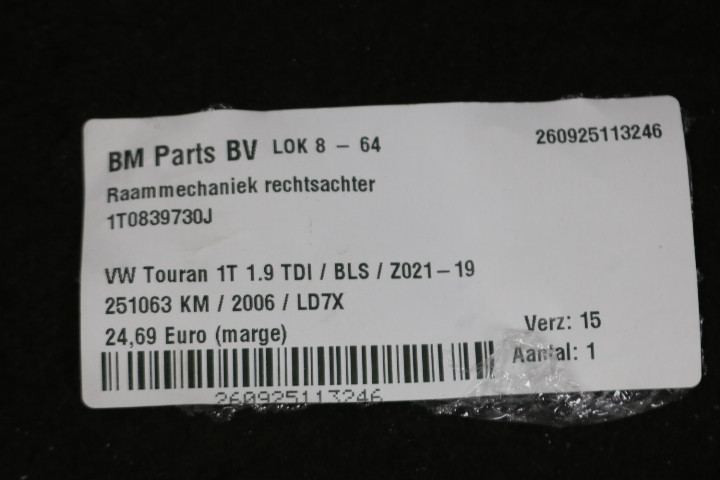 BM Parts BV LOK 8 – 64
260925113246
Raammechaniek rechtsachter
1T0839730J
VW Touran 1T 1.9 TDI / BLS / Z021–19
251063 KM / 2006 / LD7X
24,69 Euro (marge)
Verz: 15
Aantal: 1
260925113246